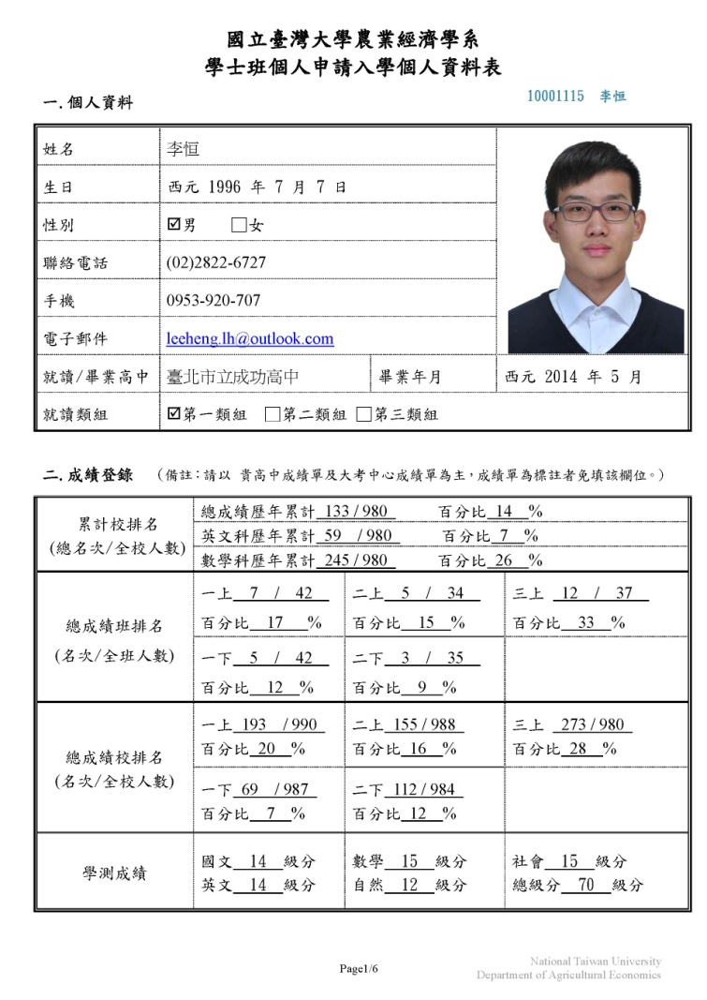 國立臺灣大學農業經濟學系
學士班個人申請入學個人資料表
10001115 李恒
一.個人資料
姓名 李恒
生日 西元 1996 年 7 月 7 日
性別 ☑男 □女
聯絡電話 (02)2822-6727
手機 0953-920-707
電子郵件 leeheng.lh@outlook.com
就讀/畢業高中 臺北市立成功高中 畢業年月 西元 2014 年 5 月
就讀類組 ☑第一類組 □第二類組 □第三類組
二.成績登錄 (備註：請以 貴高中成績單及大考中心成績單為主，成績單為標註者免填該欄位。)
累計校排名
(總名次/全校人數)
總成績歷年累計 133 / 980 百分比 14 %
英文科歷年累計 59 / 980 百分比 7 %
數學科歷年累計 245 / 980 百分比 26 %
總成績班排名
(名次/全班人數)
一上 7 / 42 二上 5 / 34 三上 12 / 37
百分比 17 % 百分比 15 % 百分比 33 %
一下 5 / 42 二下 3 / 35
百分比 12 % 百分比 9 %
總成績校排名
(名次/全校人數)
一上 193 / 990 二上 155 / 988 三上 273 / 980
百分比 20 % 百分比 16 % 百分比 28 %
一下 69 / 987 二下 112 / 984
百分比 7 % 百分比 12 %
學測成績
國文 14 級分 數學 15 級分 社會 15 級分
英文 14 級分 自然 12 級分 總級分 70 級分
Page1/6
National Taiwan University
Department of Agricultural Economics